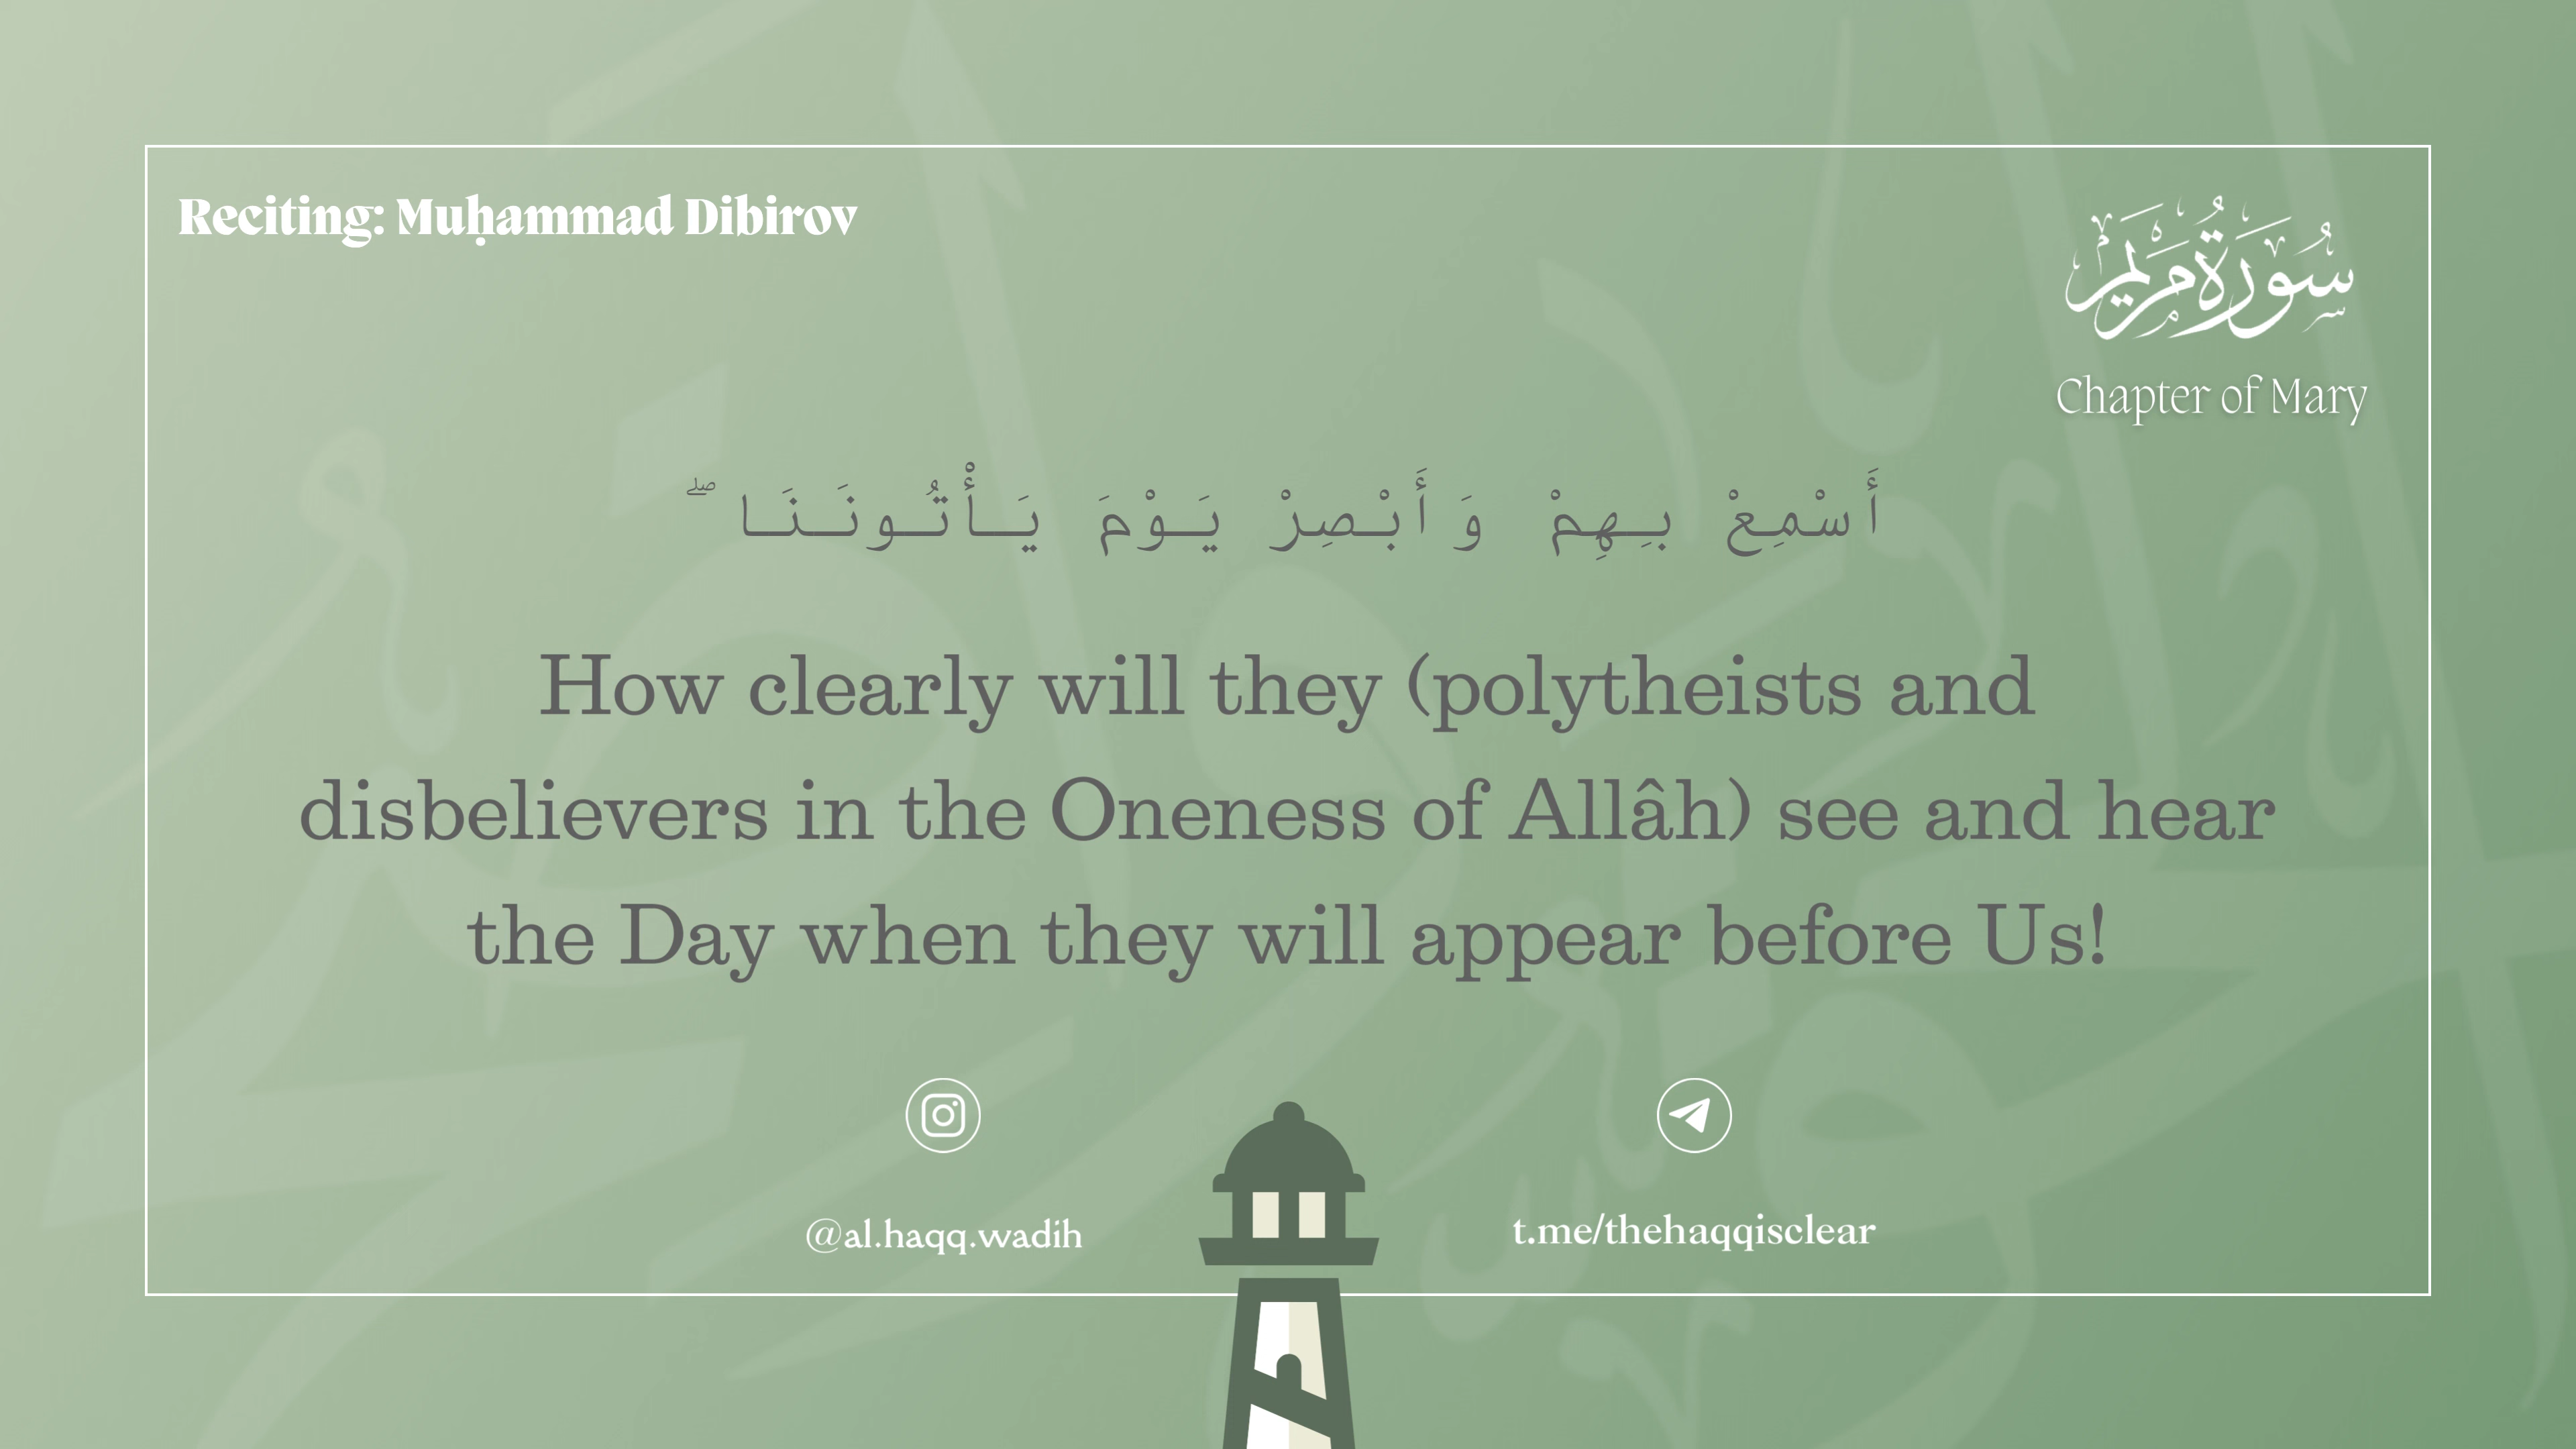 Reciting: Muḥammad Dibirov
سُورَةُ مَرْيَم
Chapter of Mary
أَسْمِعْ بِهِمْ وَأَبْصِرْ يَوْمَ يَأْتُونَنَا ۖ
How clearly will they (polytheists and
disbelievers in the Oneness of Allâh) see and hear
the Day when they will appear before Us!
@al.haqq.wadih
t.me/thehaqqisclear